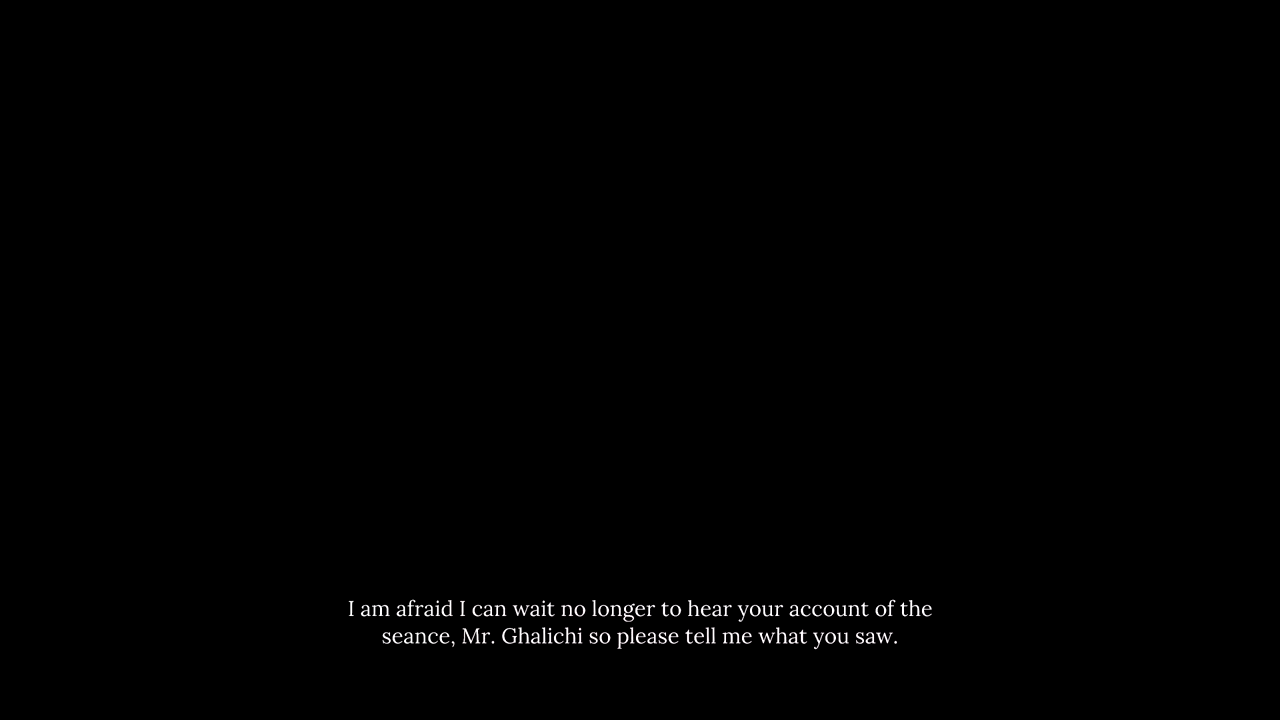 I am afraid I can wait no longer to hear your account of the
seance, Mr. Ghalichi so please tell me what you saw.